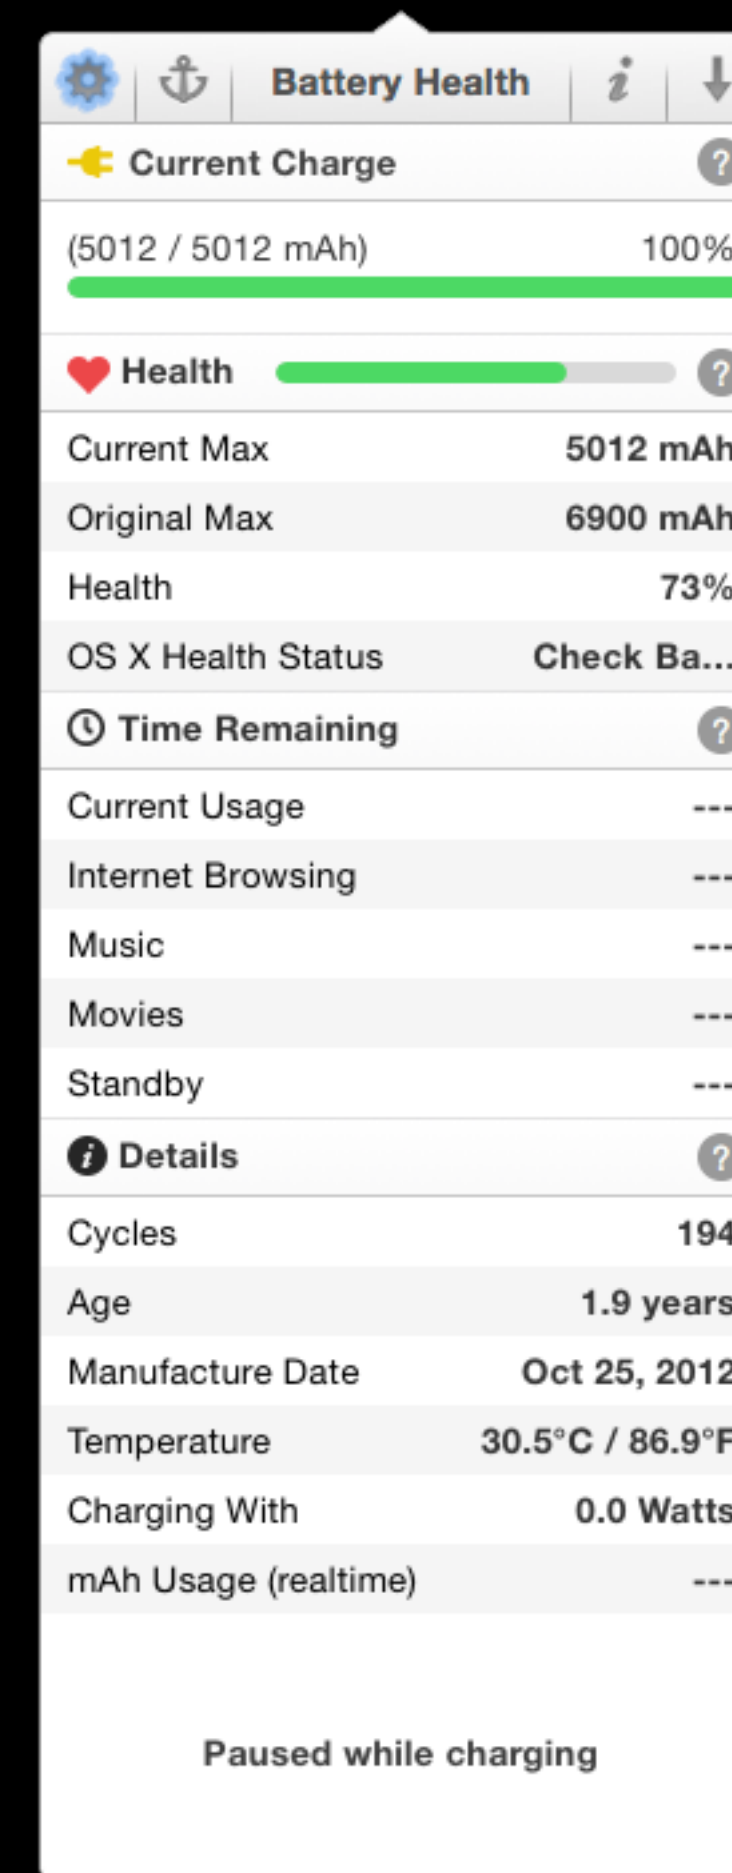 Battery Health
Current Charge ?
(5012 / 5012 mAh) 100%
Health ?
Current Max 5012 mAh
Original Max 6900 mAh
Health 73%
OS X Health Status Check Ba...
Time Remaining ?
Current Usage ---
Internet Browsing ---
Music ---
Movies ---
Standby ---
Details ?
Cycles 194
Age 1.9 years
Manufacture Date Oct 25, 2012
Temperature 30.5°C / 86.9°F
Charging With 0.0 Watts
mAh Usage (realtime) ---
Paused while charging